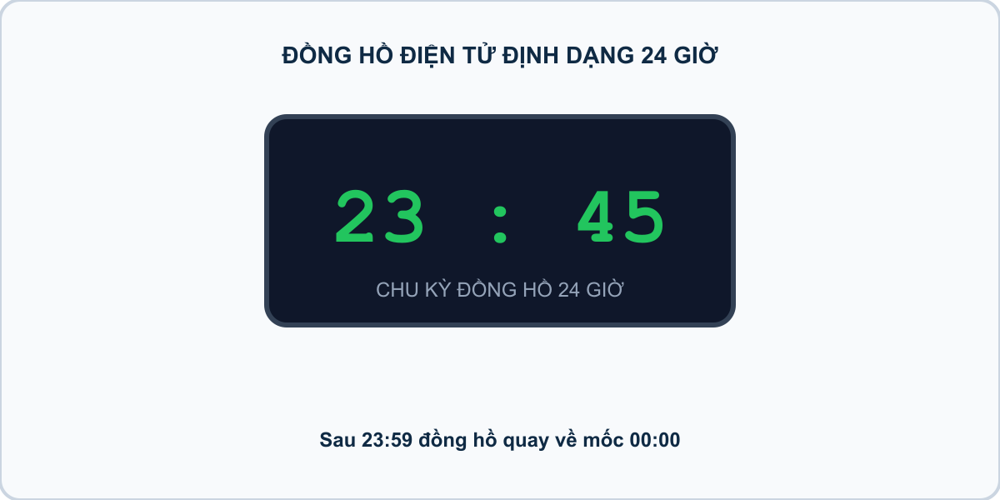 ĐỒNG HỒ ĐIỆN TỬ ĐỊNH DẠNG 24 GIỜ
23 : 45
CHU KỲ ĐỒNG HỒ 24 GIỜ
Sau 23:59 đồng hồ quay về mốc 00:00